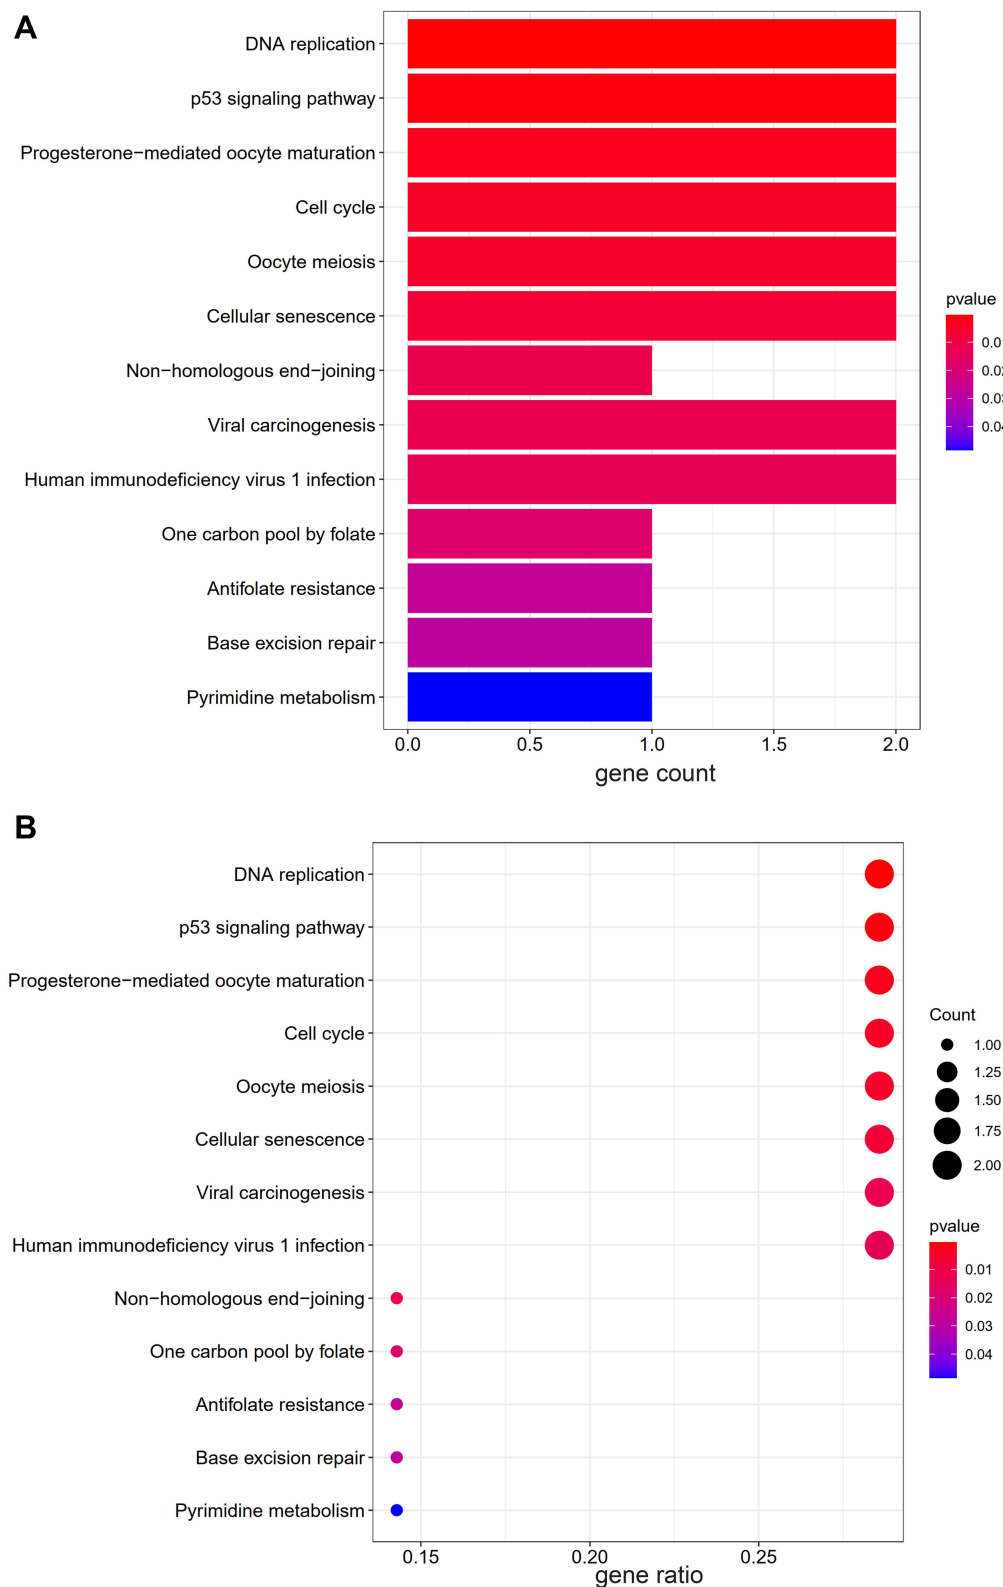 A
DNA replication
p53 signaling pathway
Progesterone−mediated oocyte maturation
Cell cycle
Oocyte meiosis
Cellular senescence
Non−homologous end−joining
Viral carcinogenesis
Human immunodeficiency virus 1 infection
One carbon pool by folate
Antifolate resistance
Base excision repair
Pyrimidine metabolism
0.0 0.5 1.0 1.5 2.0
gene count
pvalue
B
DNA replication
p53 signaling pathway
Progesterone−mediated oocyte maturation
Cell cycle
Oocyte meiosis
Cellular senescence
Viral carcinogenesis
Human immunodeficiency virus 1 infection
Non−homologous end−joining
One carbon pool by folate
Antifolate resistance
Base excision repair
Pyrimidine metabolism
0.15 0.20 0.25
gene ratio
Count
1.00
1.25
1.50
1.75
2.00
pvalue
0.01
0.02
0.03
0.04